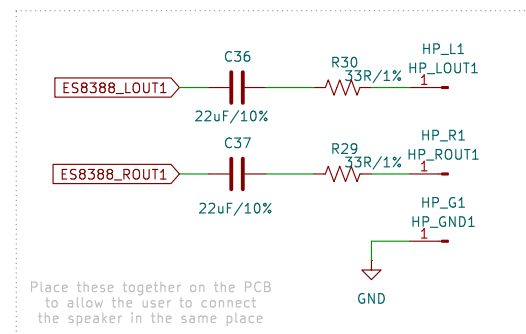 HP_L1
C36
R30
HP_LOUT1
33R/1%
ES8388_LOUT1
1
22uF/10%
HP_R1
C37
R29
HP_ROUT1
33R/1%
ES8388_ROUT1
1
22uF/10%
HP_G1
HP_GND1
1
Place these together on the PCB
to allow the user to connect
the speaker in the same place
GND